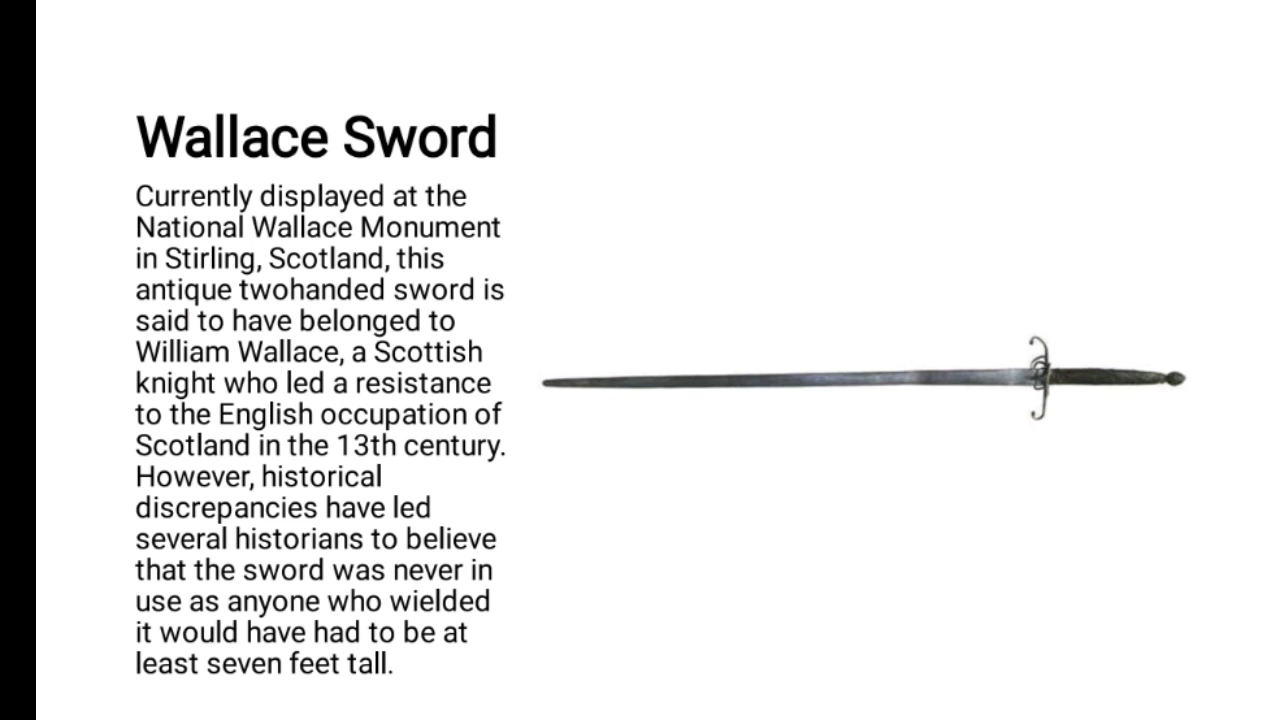 Wallace Sword
Currently displayed at the
National Wallace Monument
in Stirling, Scotland, this
antique twohanded sword is
said to have belonged to
William Wallace, a Scottish
knight who led a resistance
to the English occupation of
Scotland in the 13th century.
However, historical
discrepancies have led
several historians to believe
that the sword was never in
use as anyone who wielded
it would have had to be at
least seven feet tall.